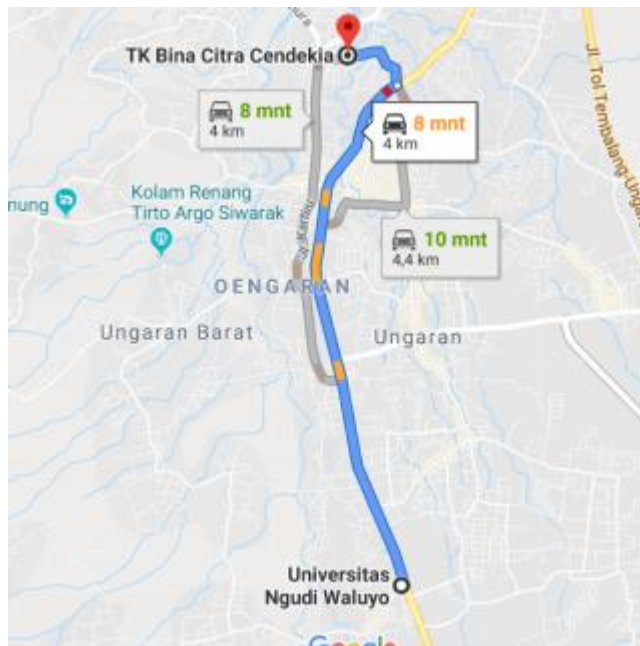 TK Bina Citra Cendekia
8 mnt
4 km
8 mnt
4 km
Kolam Renang
Tirto Argo Siwarak
10 mnt
4,4 km
OENGARAN
Ungaran Barat
Ungaran
Universitas
Ngudi Waluyo
Google